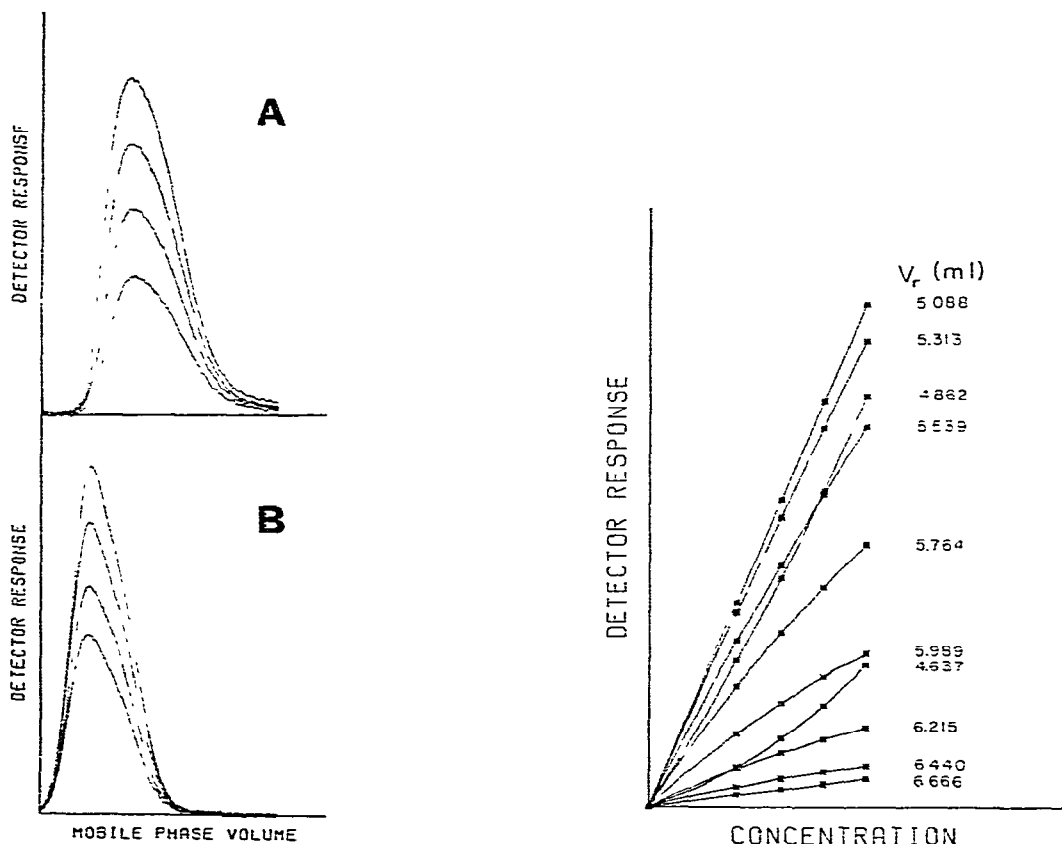 A
DETECTOR RESPONSE
B
DETECTOR RESPONSE
MOBILE PHASE VOLUME
Vr (ml)
5 088
5.313
4 862
5 539
5.764
5.989
4.637
6.215
6 440
6 666
DETECTOR RESPONSE
CONCENTRATION